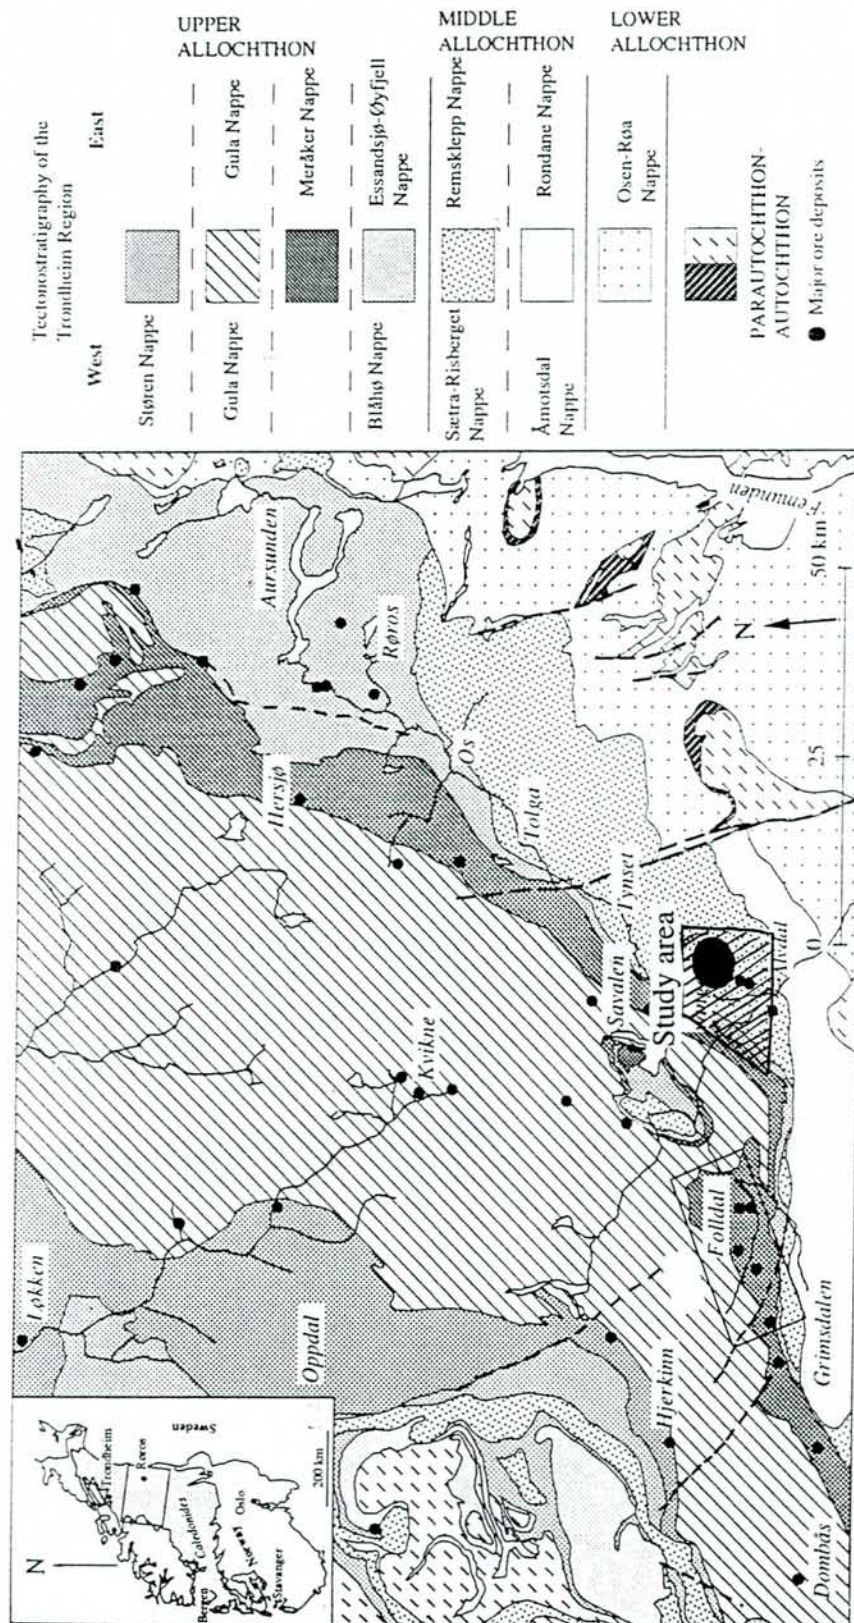 Tectonostratigraphy of the
Trondheim Region
West
East
Støren Nappe
UPPER
ALLOCHTHON
Gula Nappe
Gula Nappe
Meråker Nappe
Blåhø Nappe
Essandsjø-Øyfjell
Nappe
Sætra-Risberget
Nappe
Remsklepp Nappe
MIDDLE
ALLOCHTHON
Åmotsdal
Nappe
Rondane Nappe
Osen-Røa
Nappe
LOWER
ALLOCHTHON
PARAUTOCHTHON-
AUTOCHTHON
Major ore deposits
N
Trondheim
Røros
Sweden
Caledonides
Bergen
Norway
Oslo
Stavanger
200 km
Løkken
Oppdal
Kvikne
Hersjø
Aursunden
Røros
Os
Tolga
Tynset
Savalen
Study area
Folldal
Hjerkinn
Grimsdalen
Dombås
Femunden
N
0
25
50 km